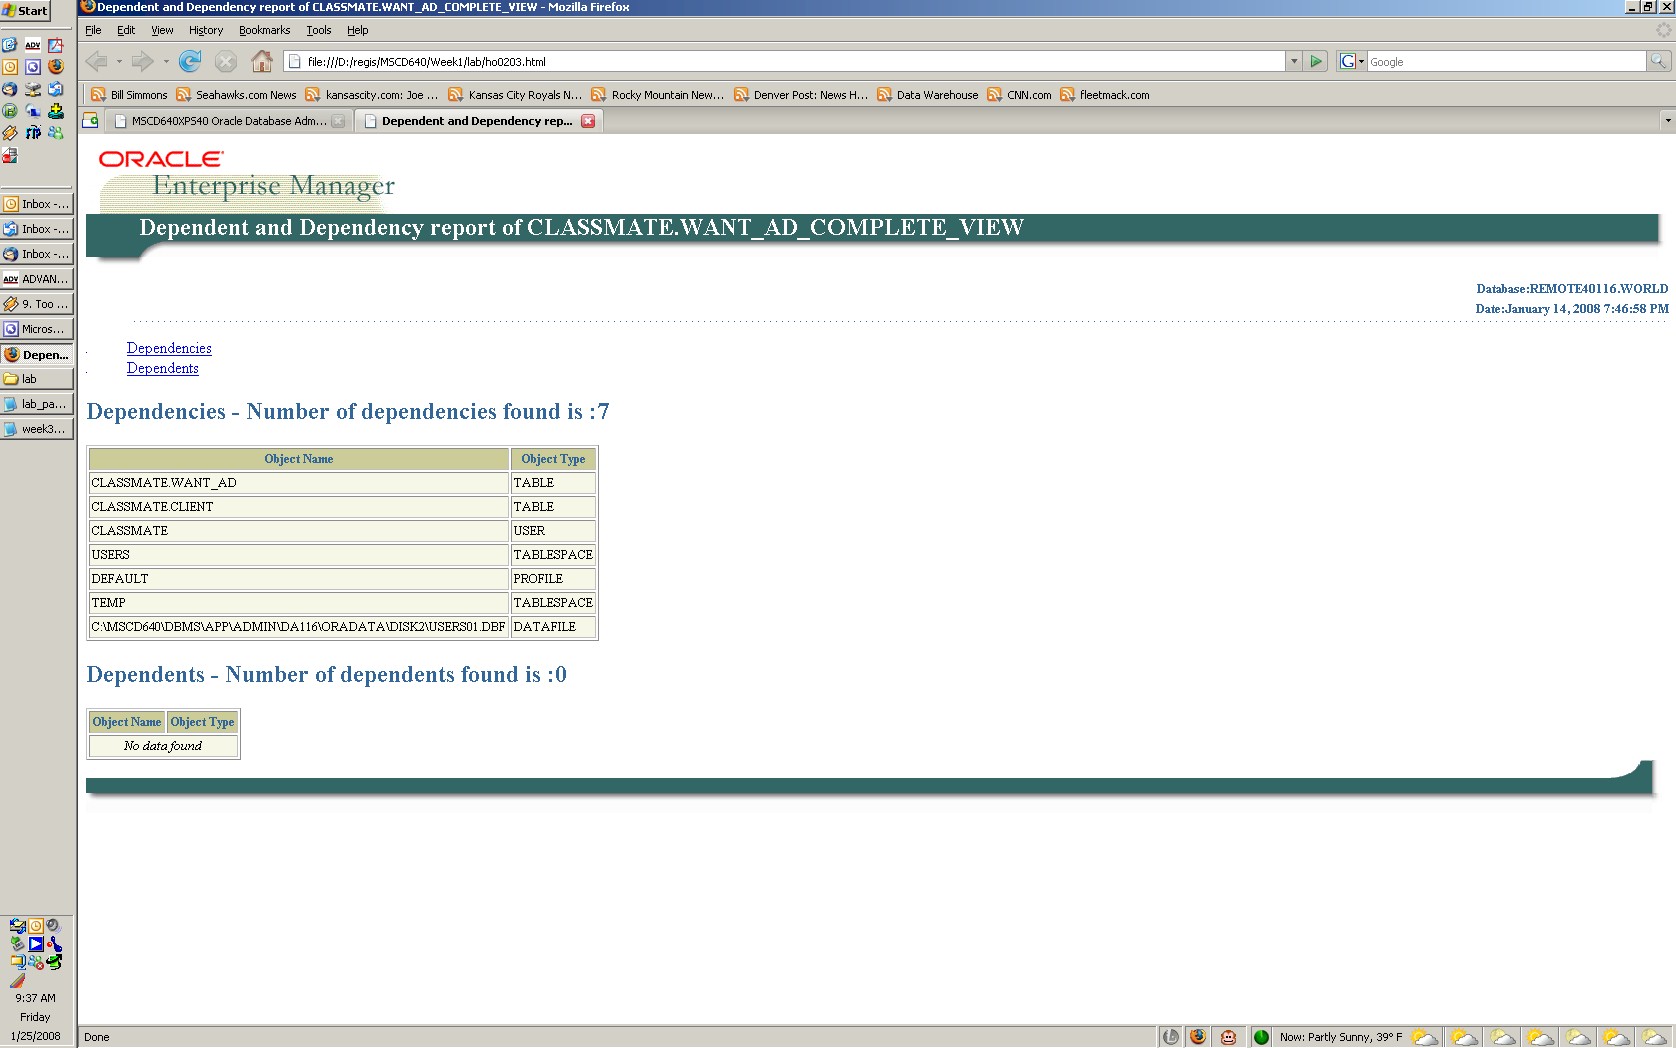 Start
Dependent and Dependency report of CLASSMATE.WANT_AD_COMPLETE_VIEW - Mozilla Firefox
File Edit View History Bookmarks Tools Help
file:///D:/regis/MSCD640/Week1/lab/ho0203.html
G Google
Bill Simmons Seahawks.com News kansascity.com: Joe ... Kansas City Royals N... Rocky Mountain New... Denver Post: News H... Data Warehouse CNN.com fleetmack.com
MSCD640XPS40 Oracle Database Adm... Dependent and Dependency rep...
ADV
ftp
Inbox -...
Inbox -...
Inbox -...
ADV ADVAN...
9. Too ...
Micros...
Depen...
lab
lab_pa...
week3...
ORACLE
Enterprise Manager
Dependent and Dependency report of CLASSMATE.WANT_AD_COMPLETE_VIEW
Database:REMOTE40116.WORLD
Date:January 14, 2008 7:46:58 PM
. Dependencies
. Dependents
Dependencies - Number of dependencies found is :7
Object Name Object Type
CLASSMATE.WANT_AD TABLE
CLASSMATE.CLIENT TABLE
CLASSMATE USER
USERS TABLESPACE
DEFAULT PROFILE
TEMP TABLESPACE
C:\MSCD640\DBMS\APP\ADMIN\DA116\ORADATA\DISK2\USERS01.DBF DATAFILE
Dependents - Number of dependents found is :0
Object Name Object Type
No data found
9:37 AM
Friday
1/25/2008
Done
Now: Partly Sunny, 39° F